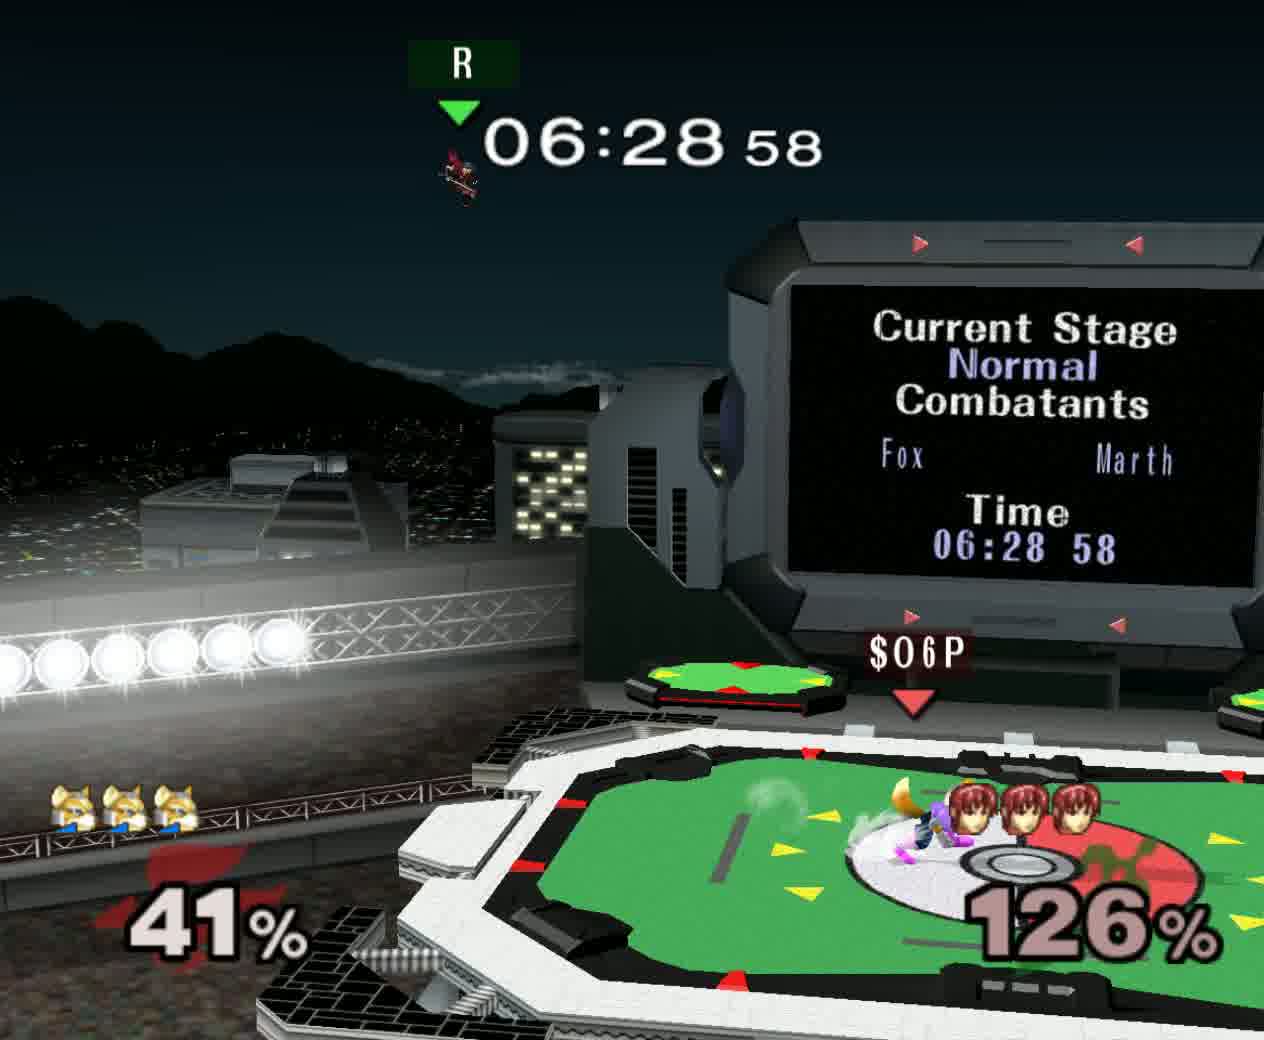 R
06:28 58
Current Stage
Normal
Combatants
Fox Marth
Time
06:28 58
$06P
41%
126%